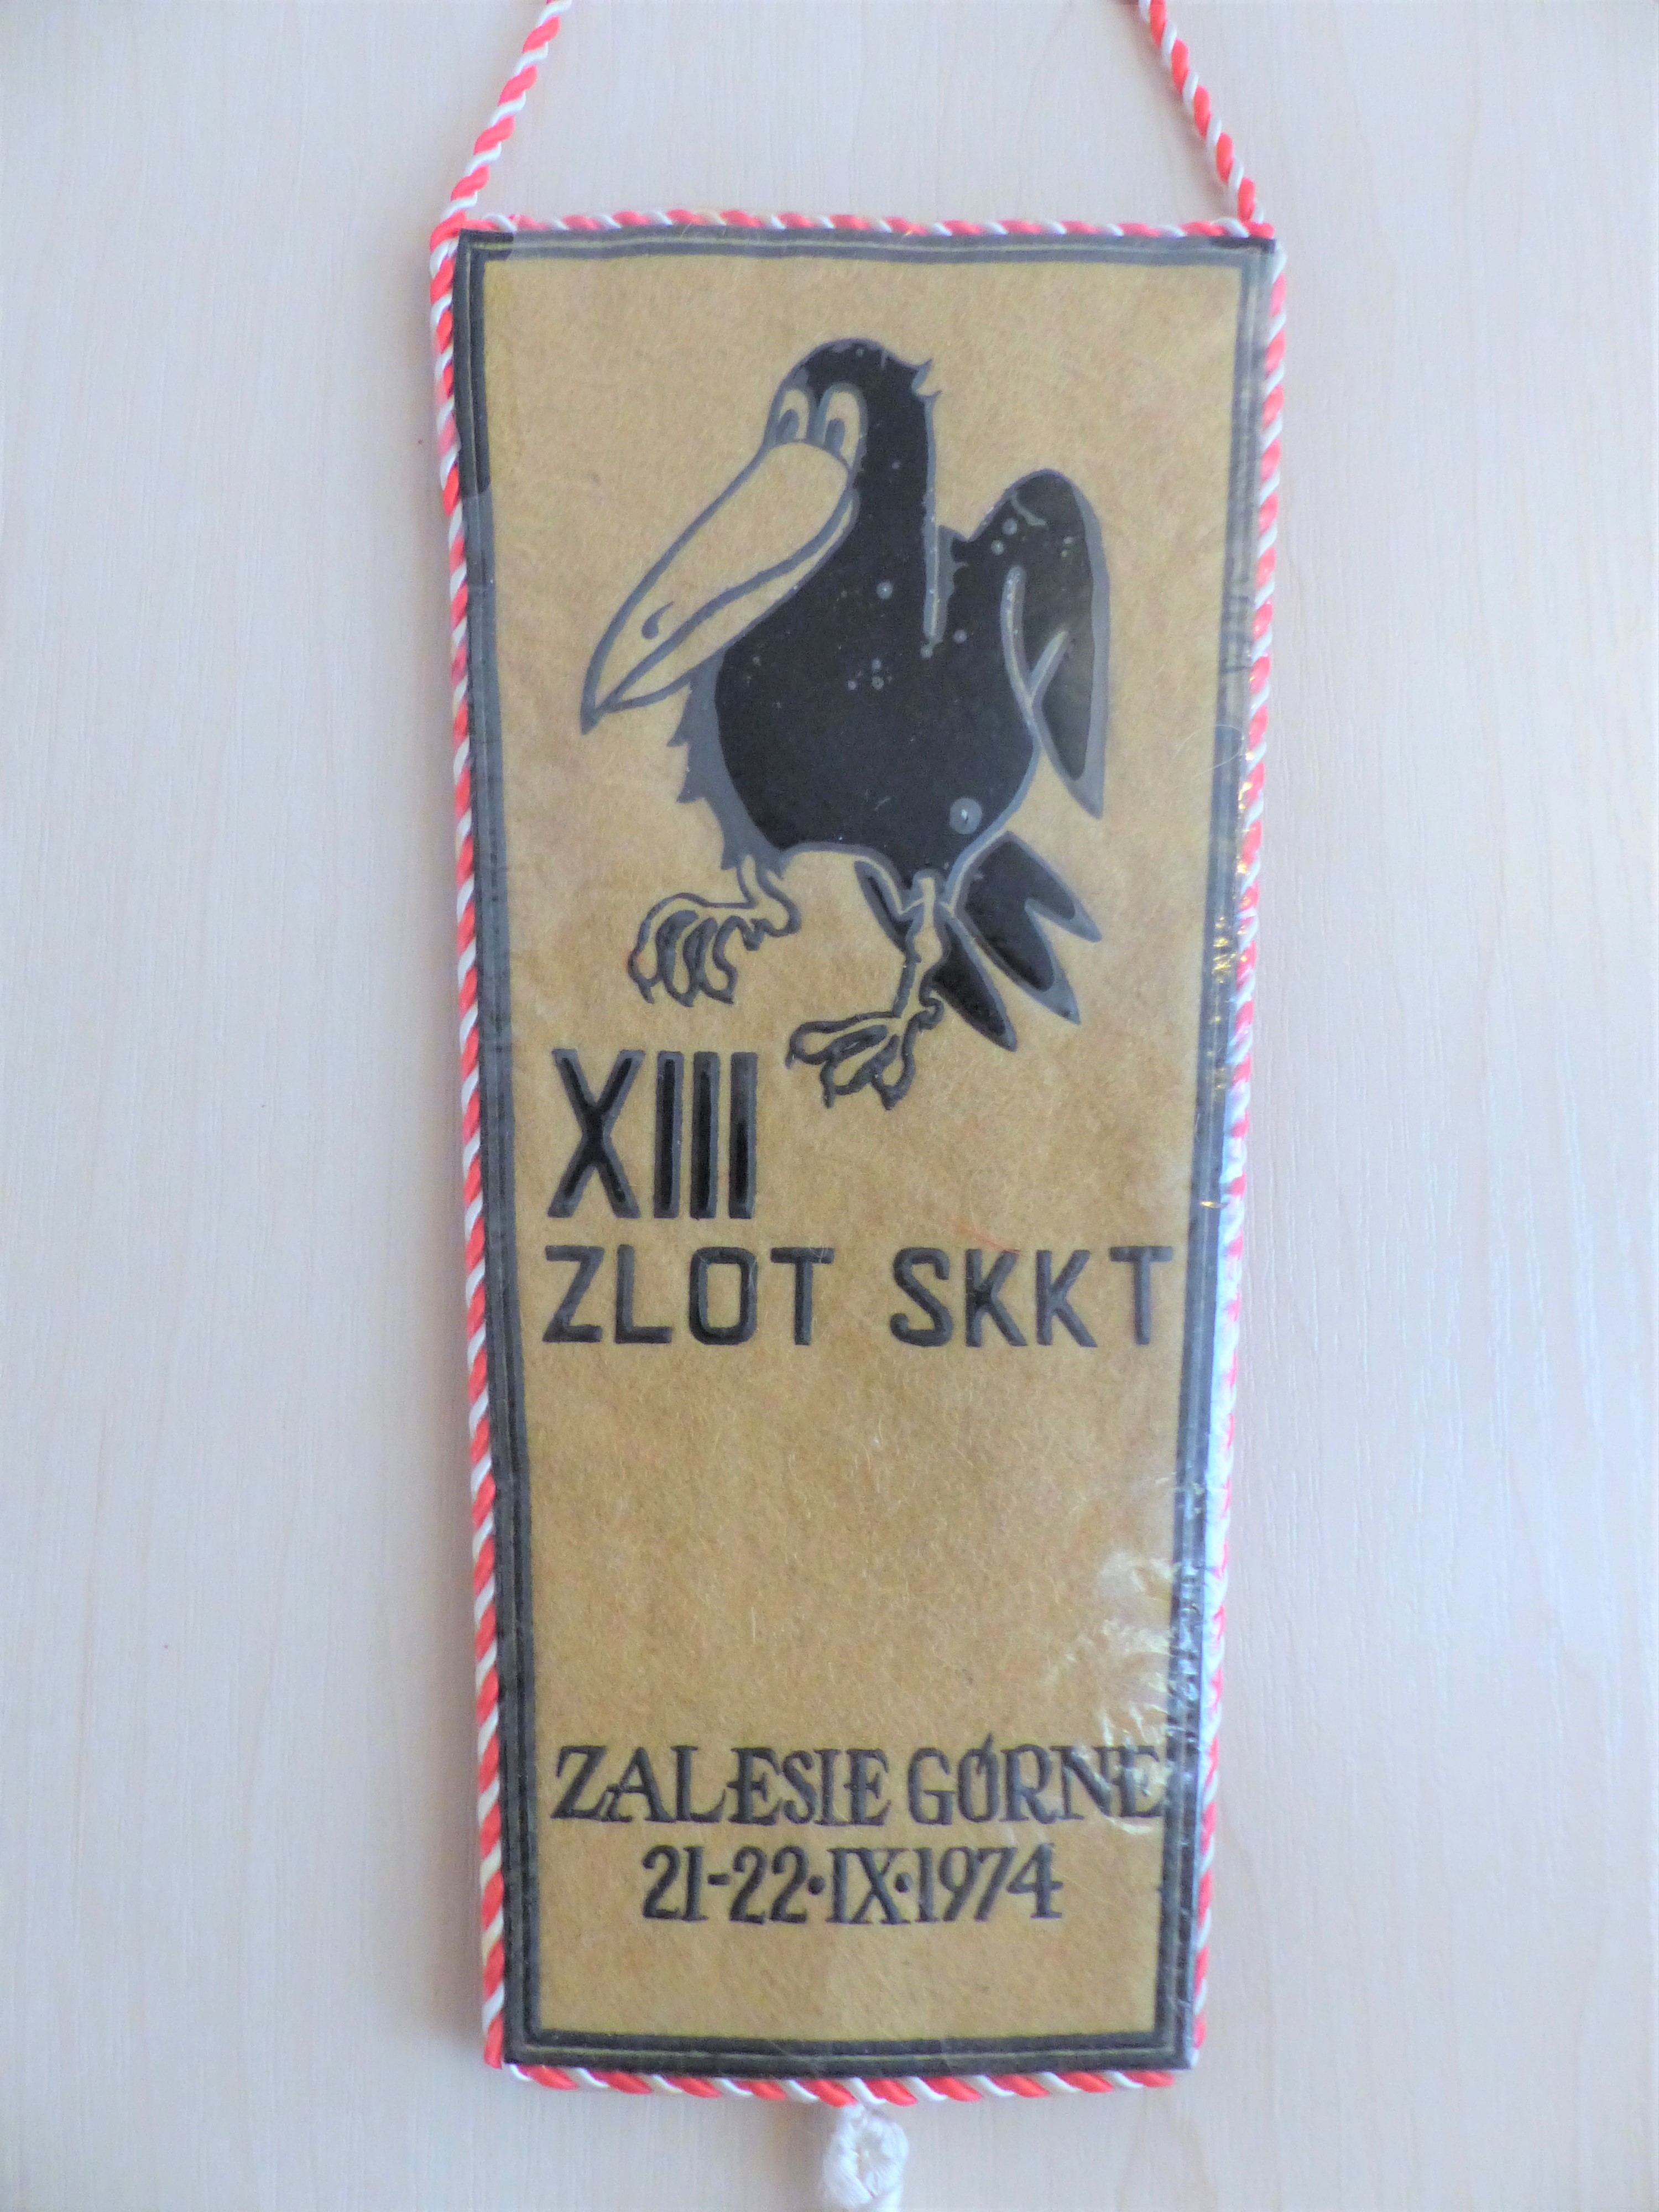 XIII
ZLOT SKKT
ZALESIE GÓRNE
21-22•IX•1974